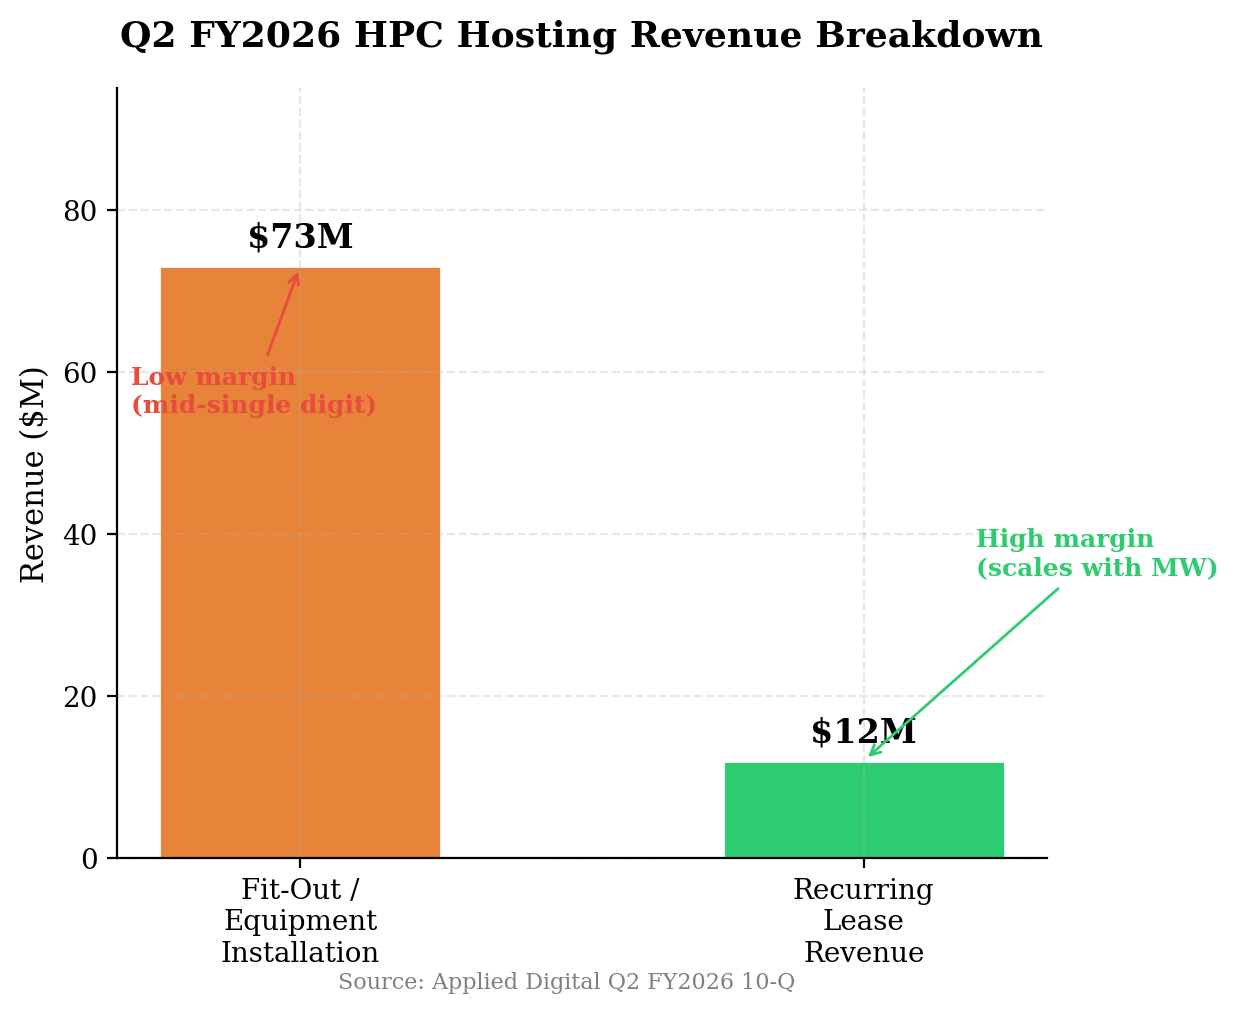 Q2 FY2026 HPC Hosting Revenue Breakdown
Revenue ($M)
80
60
40
20
0
$73M
Low margin
(mid-single digit)
High margin
(scales with MW)
$12M
Fit-Out /
Equipment
Installation
Recurring
Lease
Revenue
Source: Applied Digital Q2 FY2026 10-Q